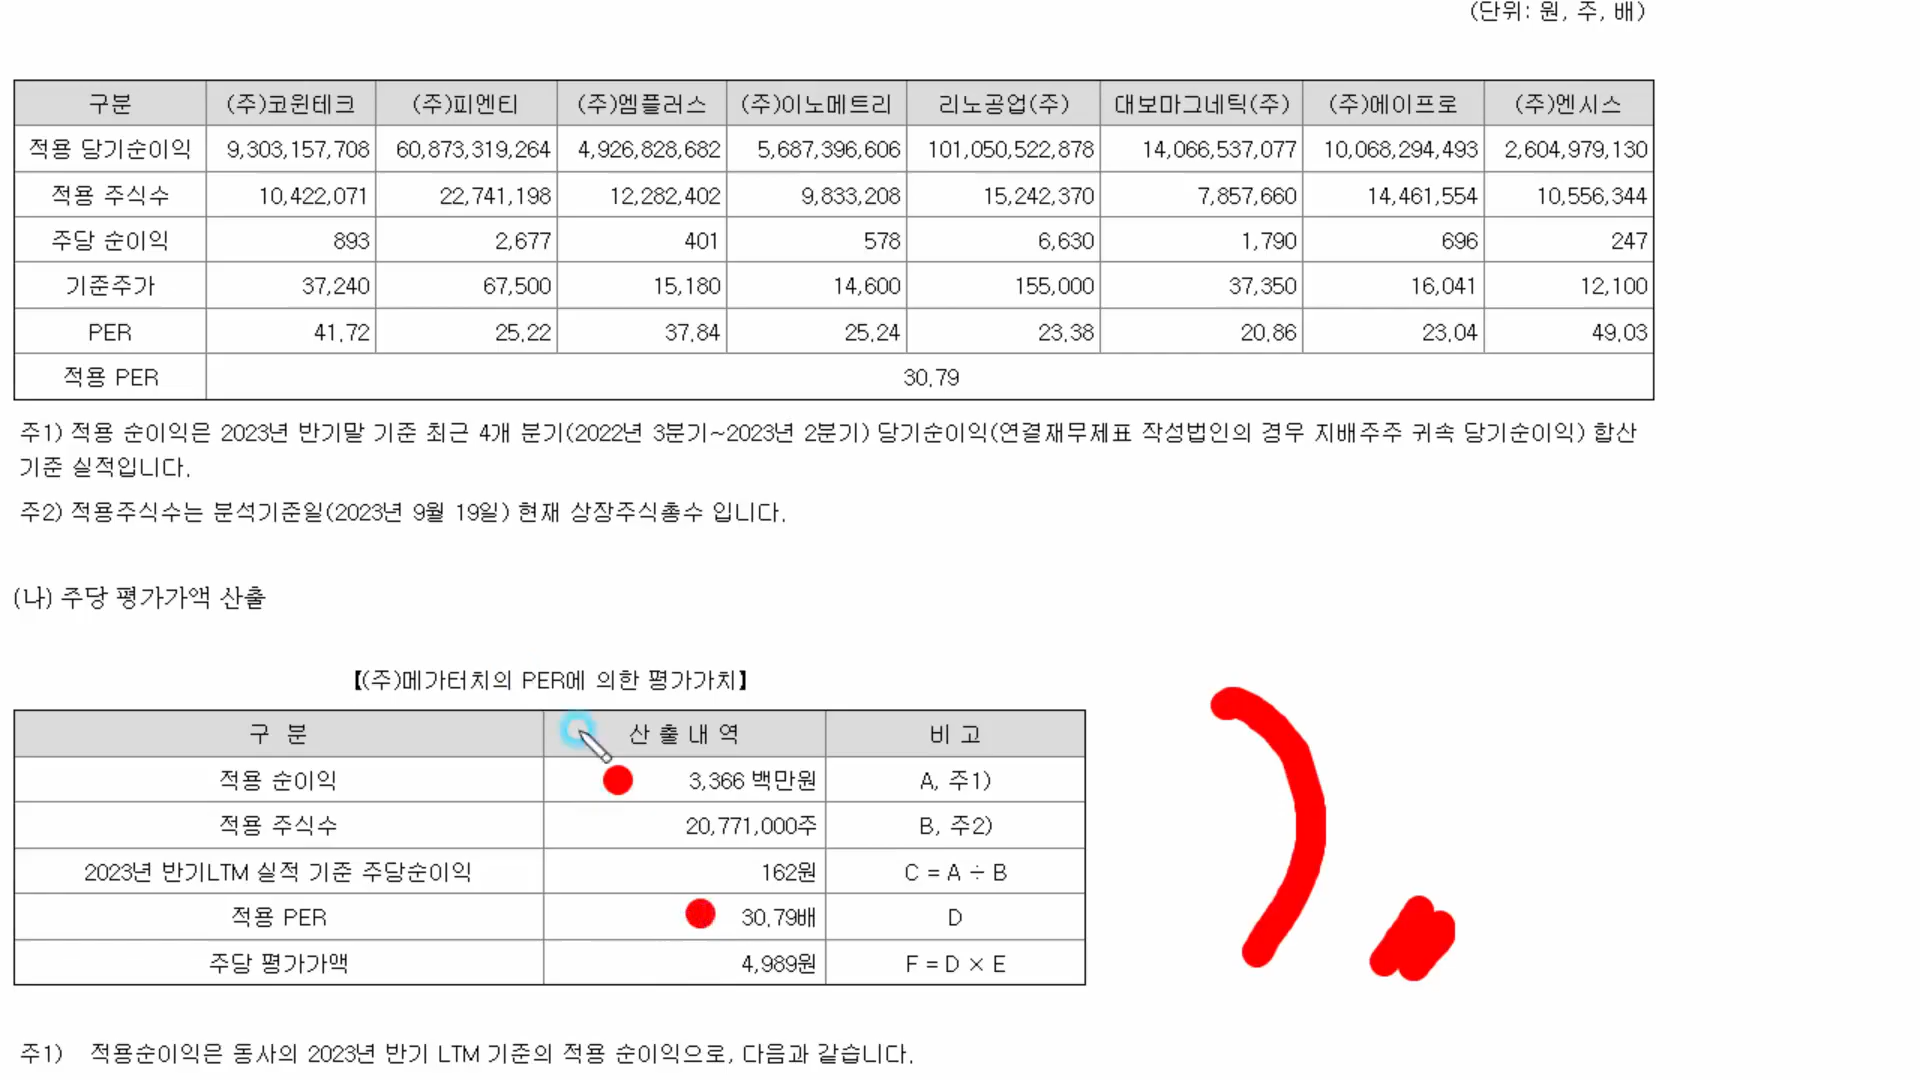 (단위: 원, 주, 배)
구분 (주)코윈테크 (주)피엔티 (주)엠플러스 (주)이노메트리 리노공업(주) 대보마그네틱(주) (주)에이프로 (주)엔시스
적용 당기순이익 9,303,157,708 60,873,319,264 4,926,828,682 5,687,396,606 101,050,522,878 14,066,537,077 10,068,294,493 2,604,979,130
적용 주식수 10,422,071 22,741,198 12,282,402 9,833,208 15,242,370 7,857,660 14,461,554 10,556,344
주당 순이익 893 2,677 401 578 6,630 1,790 696 247
기준주가 37,240 67,500 15,180 14,600 155,000 37,350 16,041 12,100
PER 41.72 25.22 37.84 25.24 23.38 20.86 23.04 49.03
적용 PER 30.79
주1) 적용 순이익은 2023년 반기말 기준 최근 4개 분기(2022년 3분기~2023년 2분기) 당기순이익(연결재무제표 작성법인의 경우 지배주주 귀속 당기순이익) 합산
기준 실적입니다.
주2) 적용주식수는 분석기준일(2023년 9월 19일) 현재 상장주식총수 입니다.
(나) 주당 평가가액 산출
【(주)메가터치의 PER에 의한 평가가치】
구 분 산 출 내 역 비 고
적용 순이익 3,366 백만원 A, 주1)
적용 주식수 20,771,000주 B, 주2)
2023년 반기LTM 실적 기준 주당순이익 162원 C = A ÷ B
적용 PER 30.79배 D
주당 평가가액 4,989원 F = D × E
주1) 적용순이익은 동사의 2023년 반기 LTM 기준의 적용 순이익으로, 다음과 같습니다.